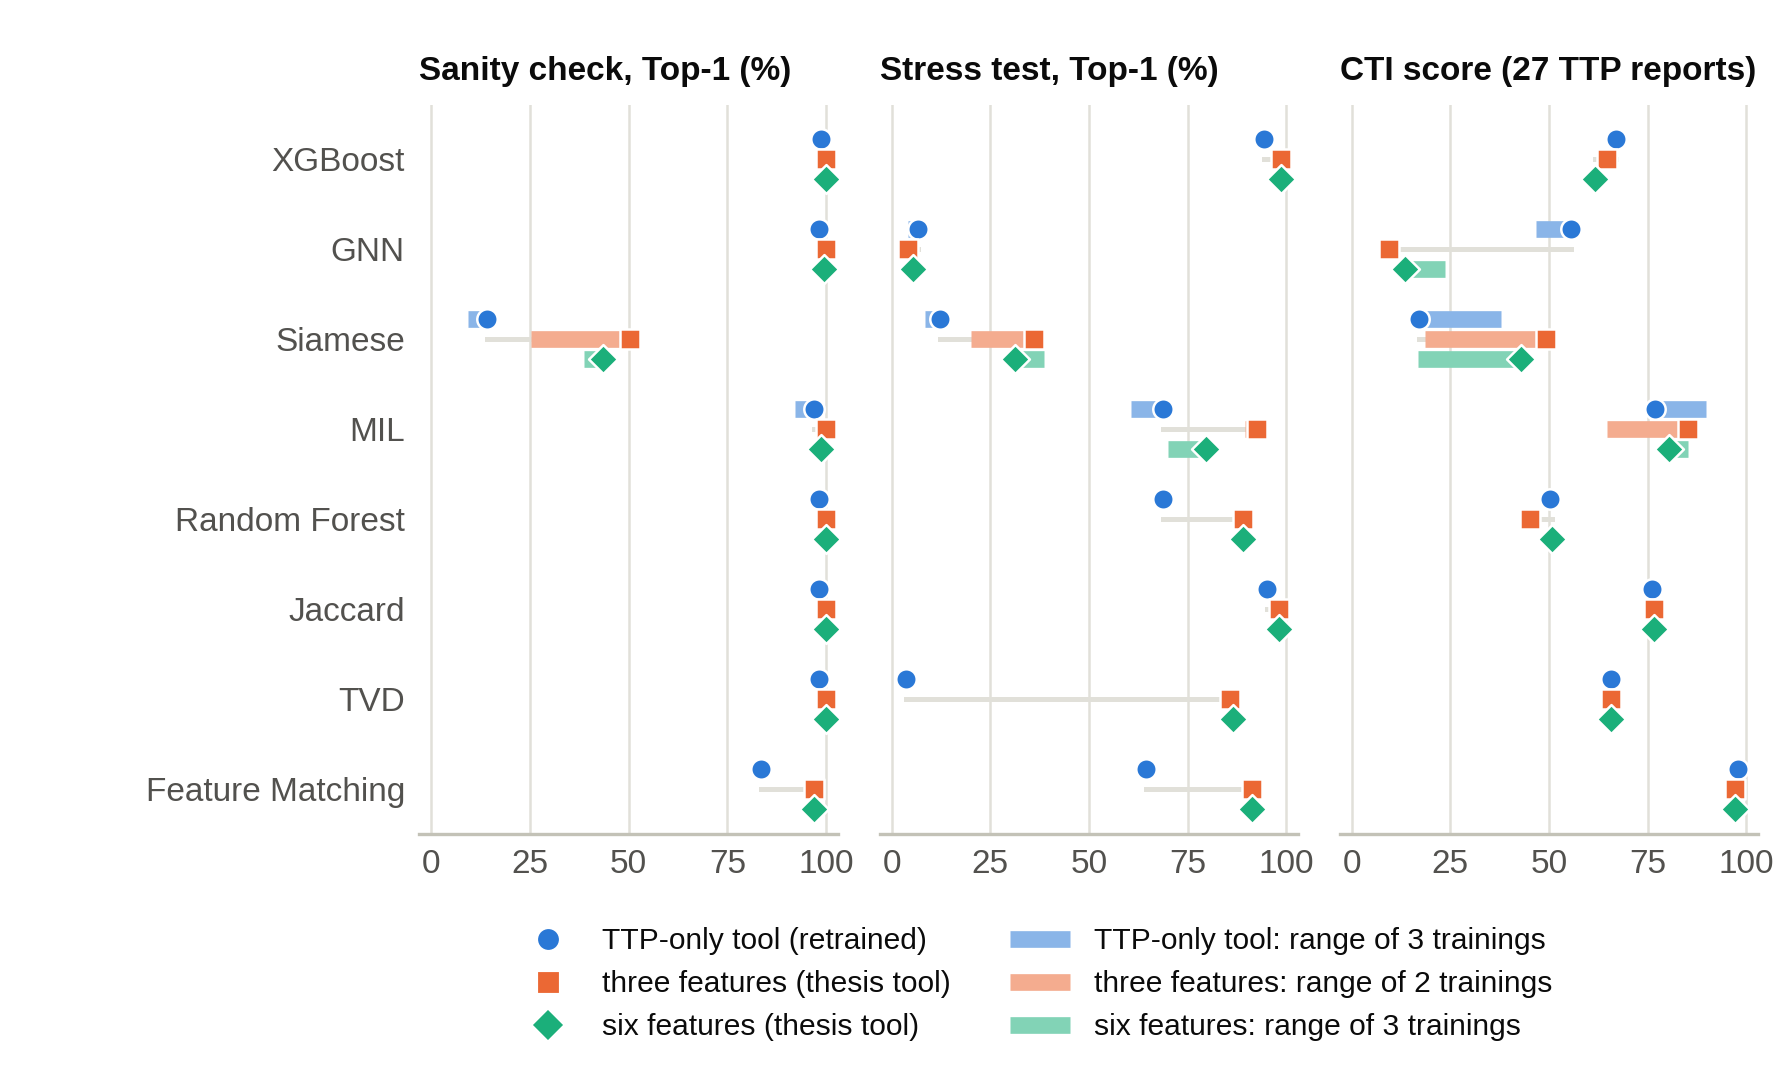 Sanity check, Top-1 (%)
Stress test, Top-1 (%)
CTI score (27 TTP reports)
XGBoost
GNN
Siamese
MIL
Random Forest
Jaccard
TVD
Feature Matching
0 25 50 75 100
0 25 50 75 100
0 25 50 75 100
TTP-only tool (retrained)
three features (thesis tool)
six features (thesis tool)
TTP-only tool: range of 3 trainings
three features: range of 2 trainings
six features: range of 3 trainings